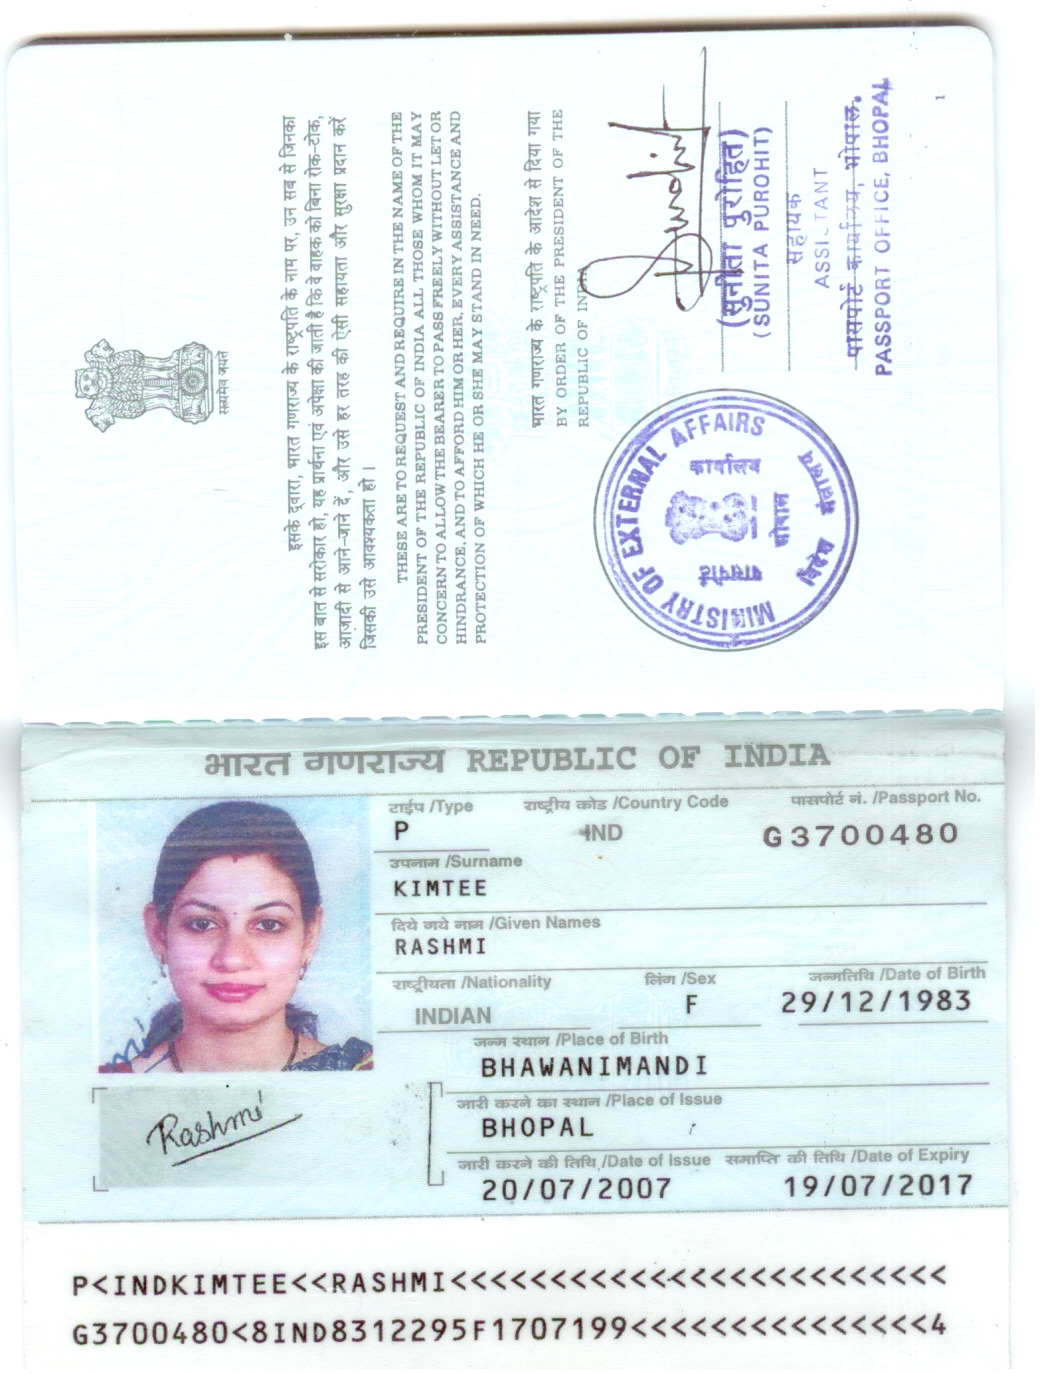 सत्यमेव जयते
इसके द्वारा, भारत गणराज्य के राष्ट्रपति के नाम पर, उन सब से जिनका
इस बात से सरोकार हो, यह प्रार्थना एवं अपेक्षा की जाती है कि वे वाहक को बिना रोक-टोक,
आज़ादी से आने-जाने दें, और उसे हर तरह की ऐसी सहायता और सुरक्षा प्रदान करें
जिसकी उसे आवश्यकता हो।
THESE ARE TO REQUEST AND REQUIRE IN THE NAME OF THE
PRESIDENT OF THE REPUBLIC OF INDIA ALL THOSE WHOM IT MAY
CONCERN TO ALLOW THE BEARER TO PASS FREELY WITHOUT LET OR
HINDRANCE, AND TO AFFORD HIM OR HER, EVERY ASSISTANCE AND
PROTECTION OF WHICH HE OR SHE MAY STAND IN NEED.
भारत गणराज्य के राष्ट्रपति के आदेश से दिया गया
BY ORDER OF THE PRESIDENT OF THE
REPUBLIC OF INDIA
(सुनीता पुरोहित)
(SUNITA PUROHIT)
सहायक
ASSISTANT
पासपोर्ट कार्यालय, भोपाल.
PASSPORT OFFICE, BHOPAL
1
MINISTRY OF EXTERNAL AFFAIRS
विदेश मंत्रालय
पासपोर्ट
कार्यालय
भोपाल
भारत गणराज्य REPUBLIC OF INDIA
टाईप /Type राष्ट्रीय कोड /Country Code पासपोर्ट नं. /Passport No.
P IND G3700480
उपनाम /Surname
KIMTEE
दिये गये नाम /Given Names
RASHMI
राष्ट्रीयता /Nationality लिंग /Sex जन्मतिथि /Date of Birth
INDIAN F 29/12/1983
जन्म स्थान /Place of Birth
BHAWANIMANDI
जारी करने का स्थान /Place of Issue
BHOPAL
जारी करने की तिथि /Date of Issue समाप्ति की तिथि /Date of Expiry
20/07/2007 19/07/2017
Rashmi
P<INDKIMTEE<<RASHMI<<<<<<<<<<<<<<<<<<<<<<<<<
G3700480<8IND8312295F1707199<<<<<<<<<<<<<<<4